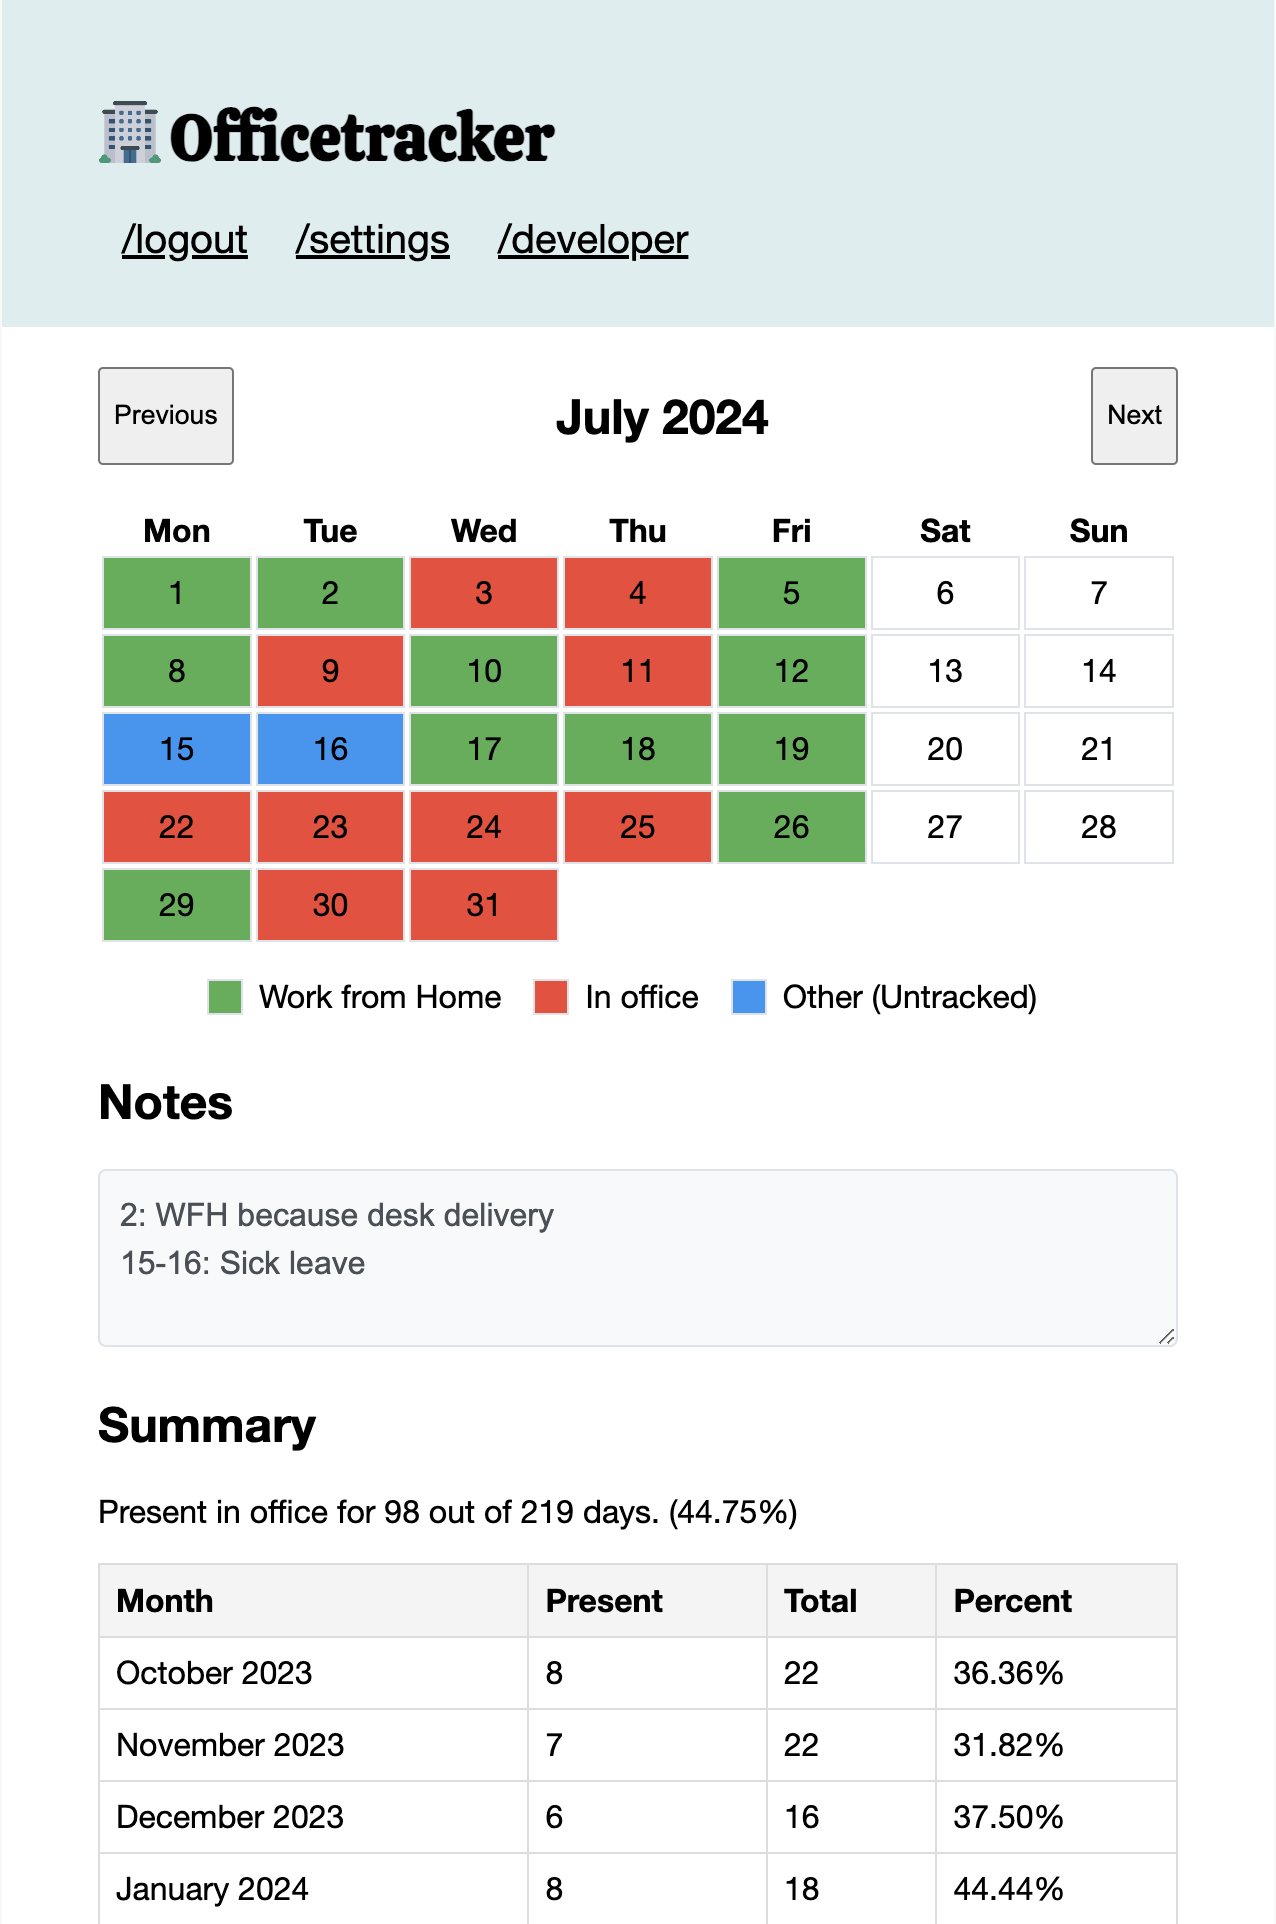 Officetracker
/logout /settings /developer
Previous July 2024 Next
Mon Tue Wed Thu Fri Sat Sun
1 2 3 4 5 6 7
8 9 10 11 12 13 14
15 16 17 18 19 20 21
22 23 24 25 26 27 28
29 30 31
Work from Home In office Other (Untracked)
Notes
2: WFH because desk delivery
15-16: Sick leave
Summary
Present in office for 98 out of 219 days. (44.75%)
Month Present Total Percent
October 2023 8 22 36.36%
November 2023 7 22 31.82%
December 2023 6 16 37.50%
January 2024 8 18 44.44%